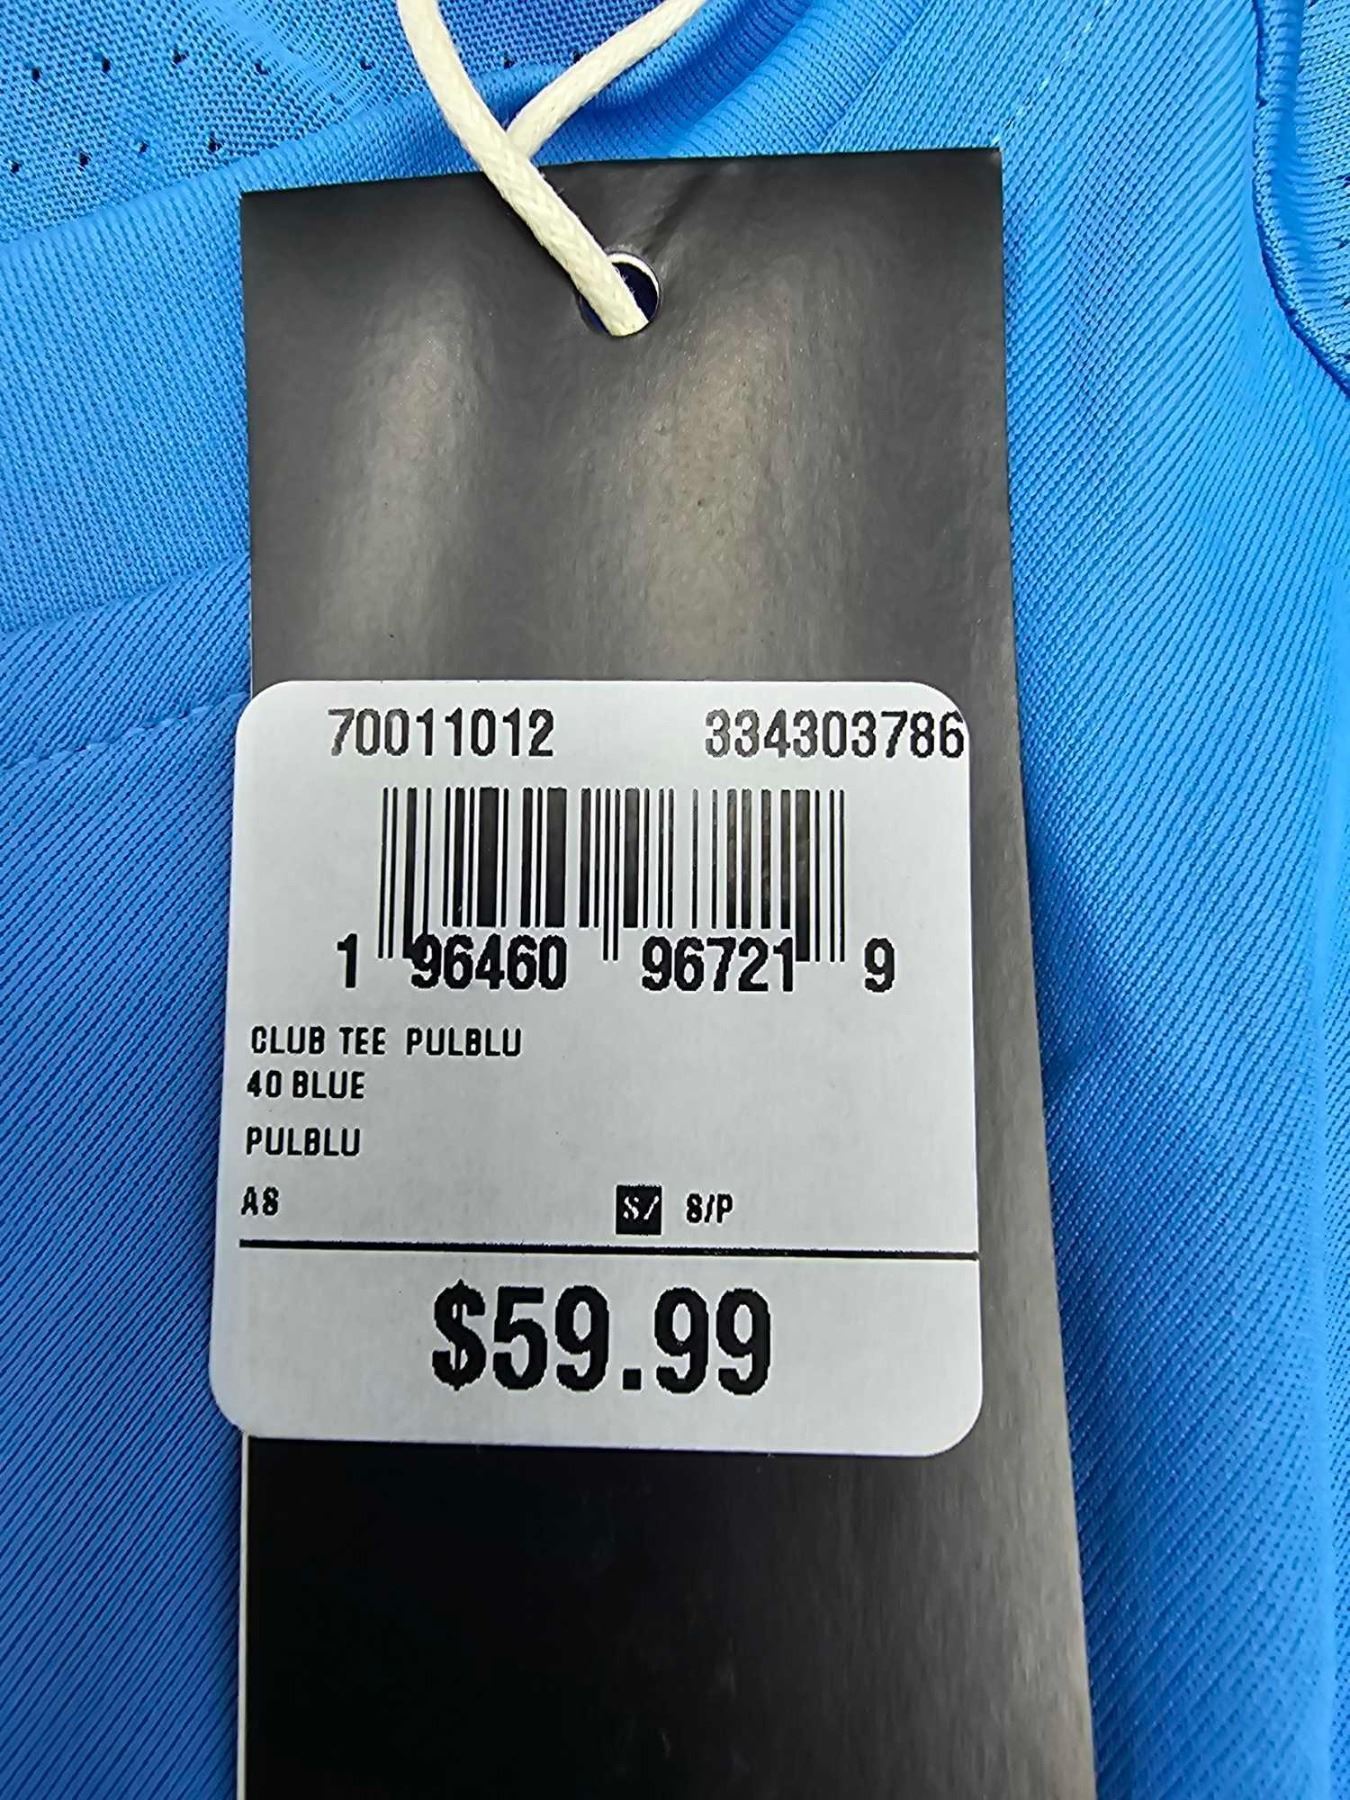 70011012 334303786
1 96460 96721 9
CLUB TEE PULBLU
40 BLUE
PULBLU
A8 S/ S/P
$59.99